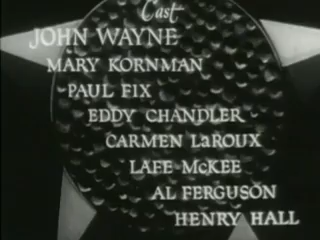 Cast
JOHN WAYNE
MARY KORNMAN
PAUL FIX
EDDY CHANDLER
CARMEN LaROUX
LAFE McKEE
AL FERGUSON
HENRY HALL